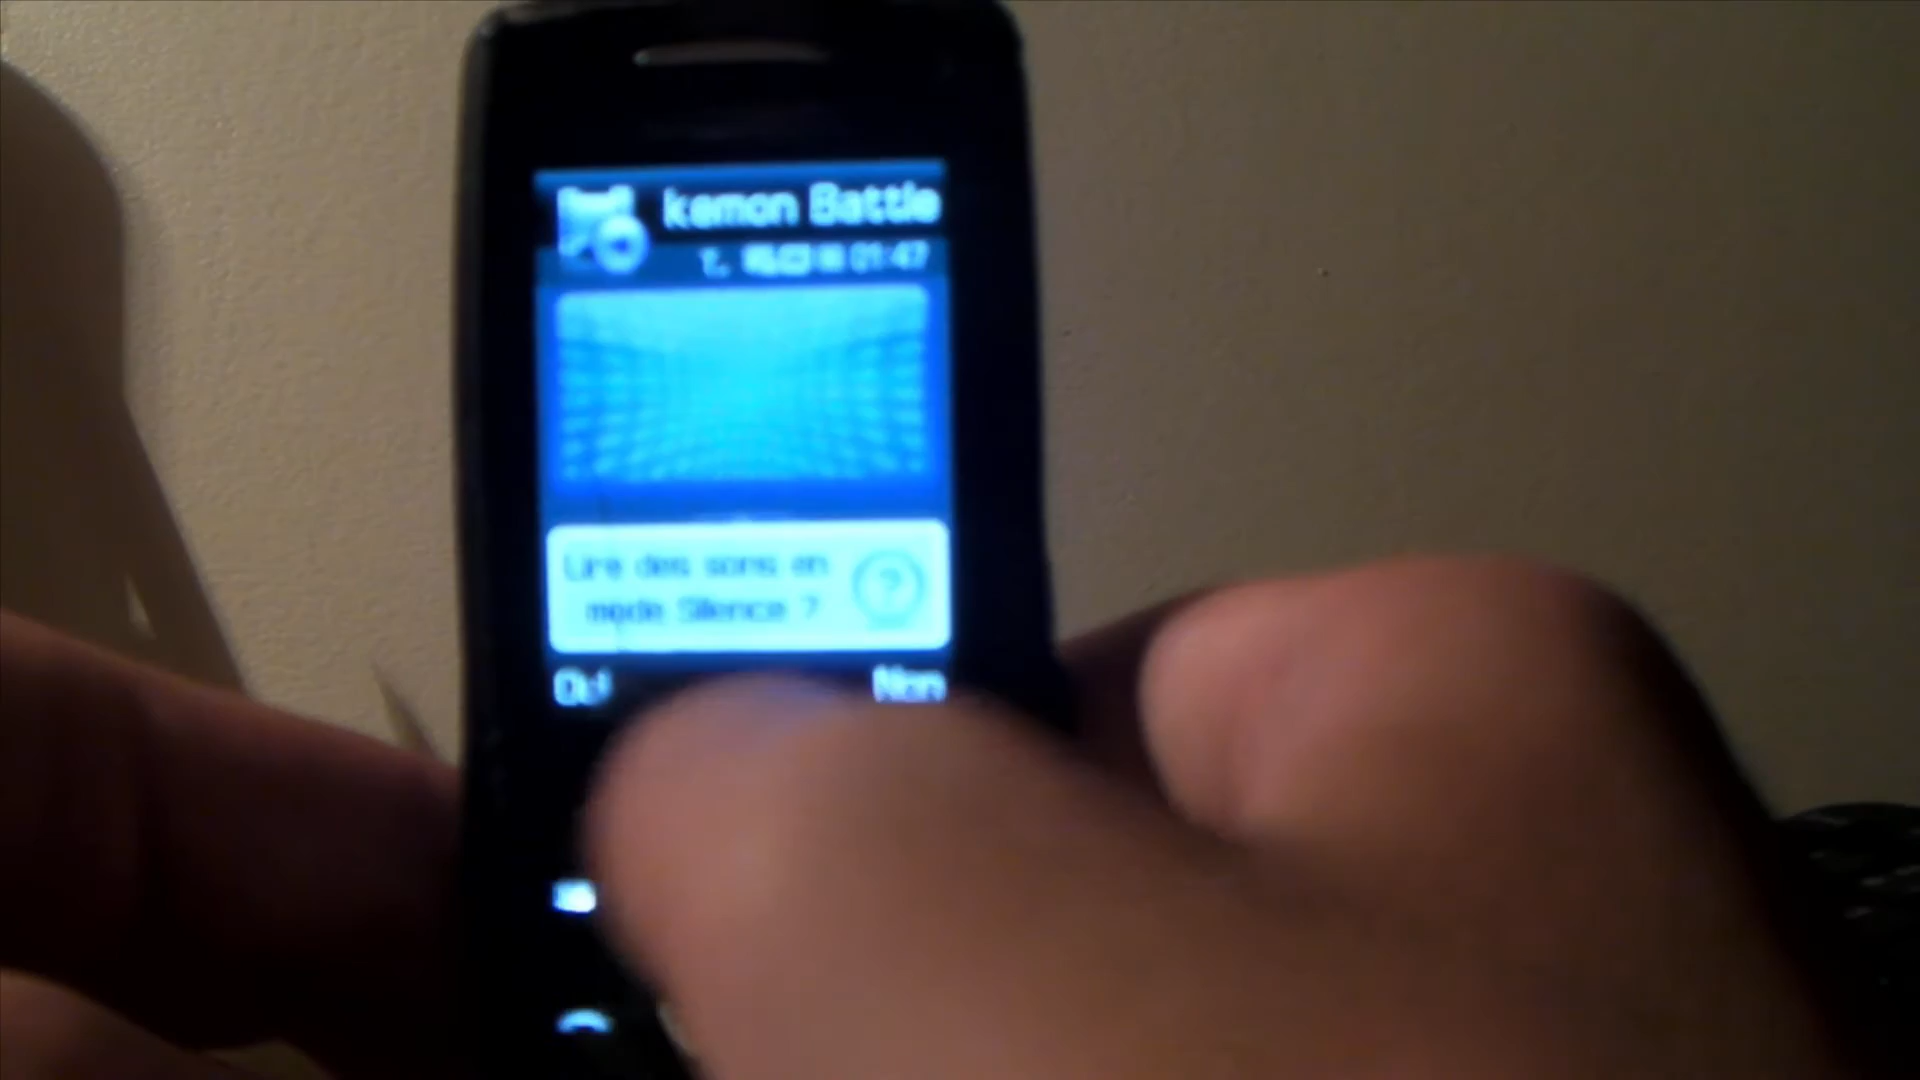 kemon Battle
01:47
Lire des sons en
mode Silence ?
Oui Non